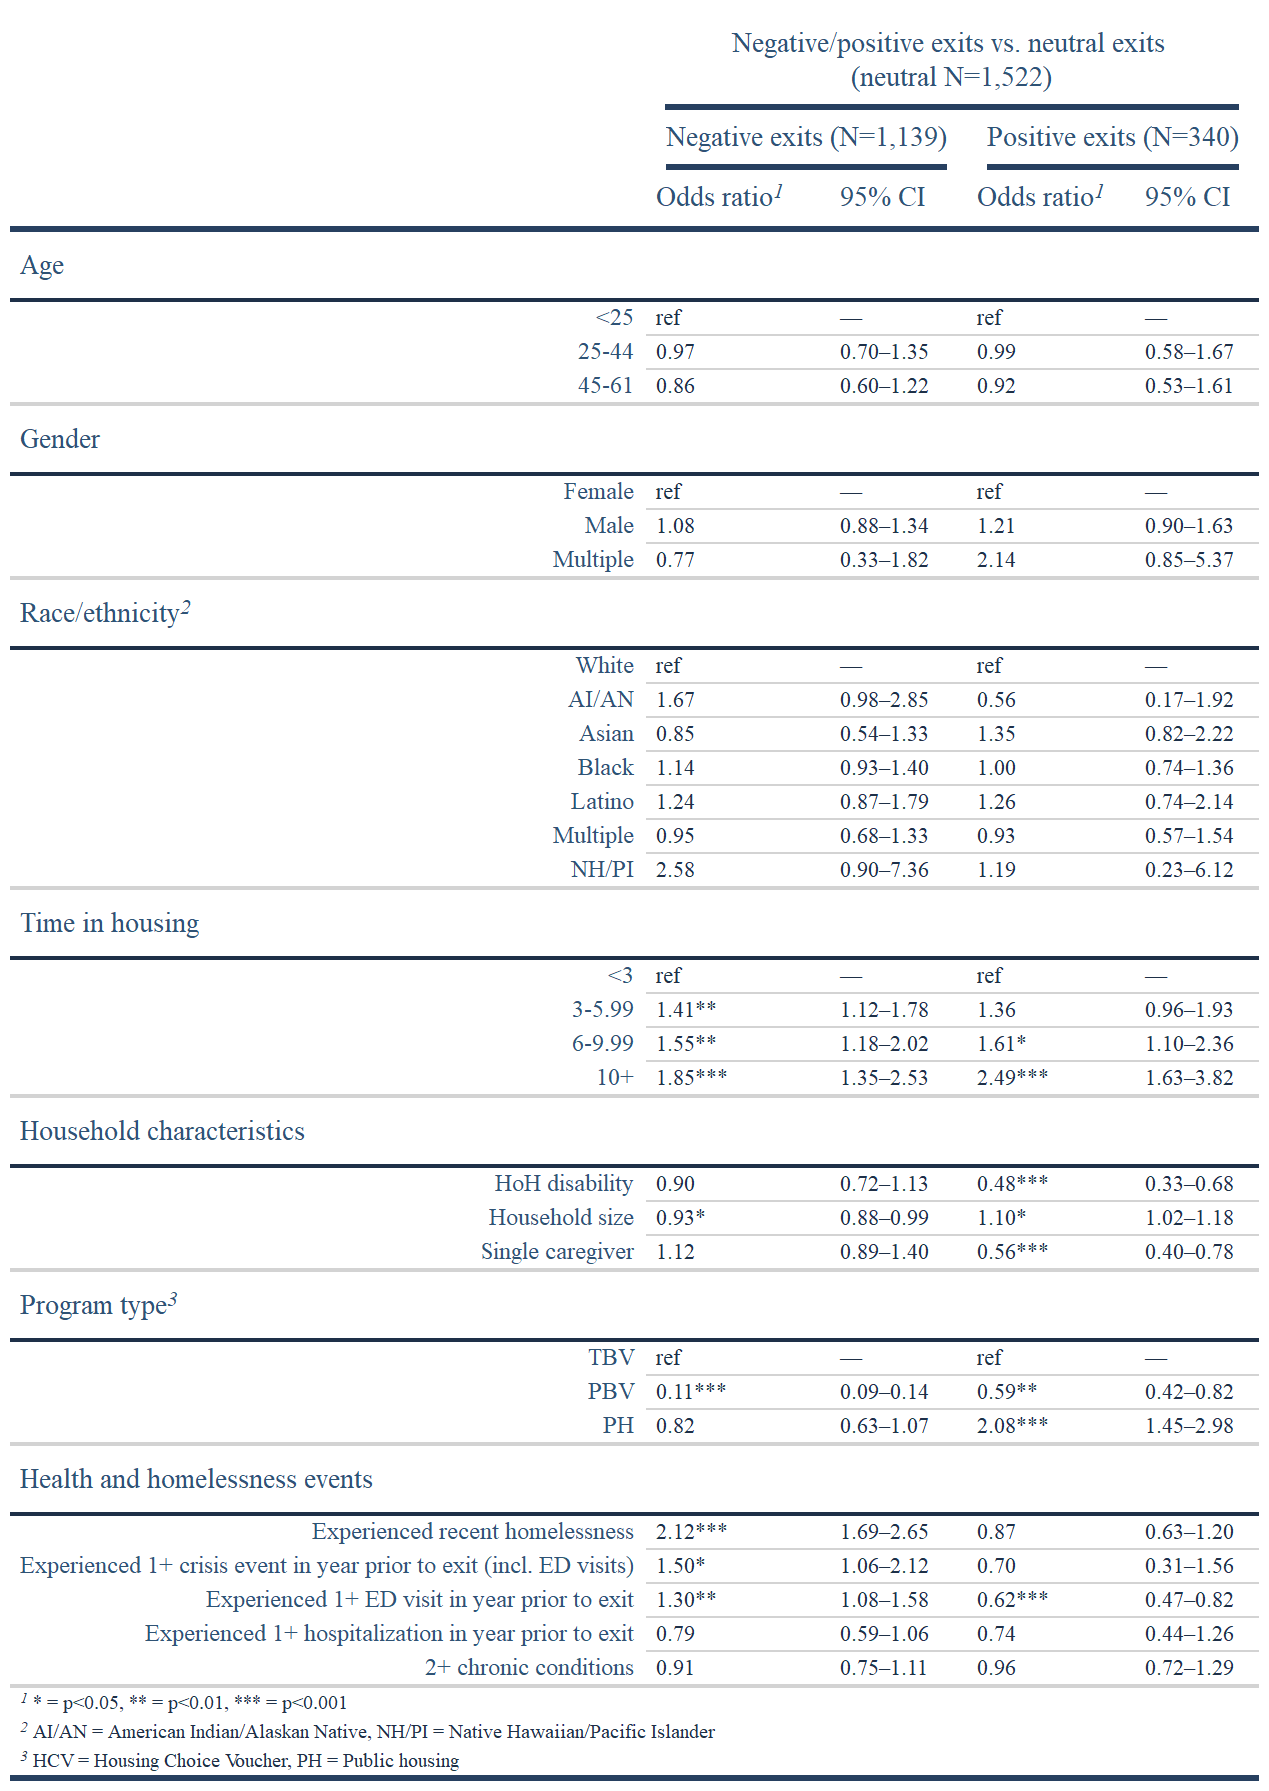 Negative/positive exits vs. neutral exits
(neutral N=1,522)
Negative exits (N=1,139) Positive exits (N=340)
Odds ratio1 95% CI Odds ratio1 95% CI
Age
<25 ref — ref —
25-44 0.97 0.70–1.35 0.99 0.58–1.67
45-61 0.86 0.60–1.22 0.92 0.53–1.61
Gender
Female ref — ref —
Male 1.08 0.88–1.34 1.21 0.90–1.63
Multiple 0.77 0.33–1.82 2.14 0.85–5.37
Race/ethnicity2
White ref — ref —
AI/AN 1.67 0.98–2.85 0.56 0.17–1.92
Asian 0.85 0.54–1.33 1.35 0.82–2.22
Black 1.14 0.93–1.40 1.00 0.74–1.36
Latino 1.24 0.87–1.79 1.26 0.74–2.14
Multiple 0.95 0.68–1.33 0.93 0.57–1.54
NH/PI 2.58 0.90–7.36 1.19 0.23–6.12
Time in housing
<3 ref — ref —
3-5.99 1.41** 1.12–1.78 1.36 0.96–1.93
6-9.99 1.55** 1.18–2.02 1.61* 1.10–2.36
10+ 1.85*** 1.35–2.53 2.49*** 1.63–3.82
Household characteristics
HoH disability 0.90 0.72–1.13 0.48*** 0.33–0.68
Household size 0.93* 0.88–0.99 1.10* 1.02–1.18
Single caregiver 1.12 0.89–1.40 0.56*** 0.40–0.78
Program type3
TBV ref — ref —
PBV 0.11*** 0.09–0.14 0.59** 0.42–0.82
PH 0.82 0.63–1.07 2.08*** 1.45–2.98
Health and homelessness events
Experienced recent homelessness 2.12*** 1.69–2.65 0.87 0.63–1.20
Experienced 1+ crisis event in year prior to exit (incl. ED visits) 1.50* 1.06–2.12 0.70 0.31–1.56
Experienced 1+ ED visit in year prior to exit 1.30** 1.08–1.58 0.62*** 0.47–0.82
Experienced 1+ hospitalization in year prior to exit 0.79 0.59–1.06 0.74 0.44–1.26
2+ chronic conditions 0.91 0.75–1.11 0.96 0.72–1.29
1 * = p<0.05, ** = p<0.01, *** = p<0.001
2 AI/AN = American Indian/Alaskan Native, NH/PI = Native Hawaiian/Pacific Islander
3 HCV = Housing Choice Voucher, PH = Public housing